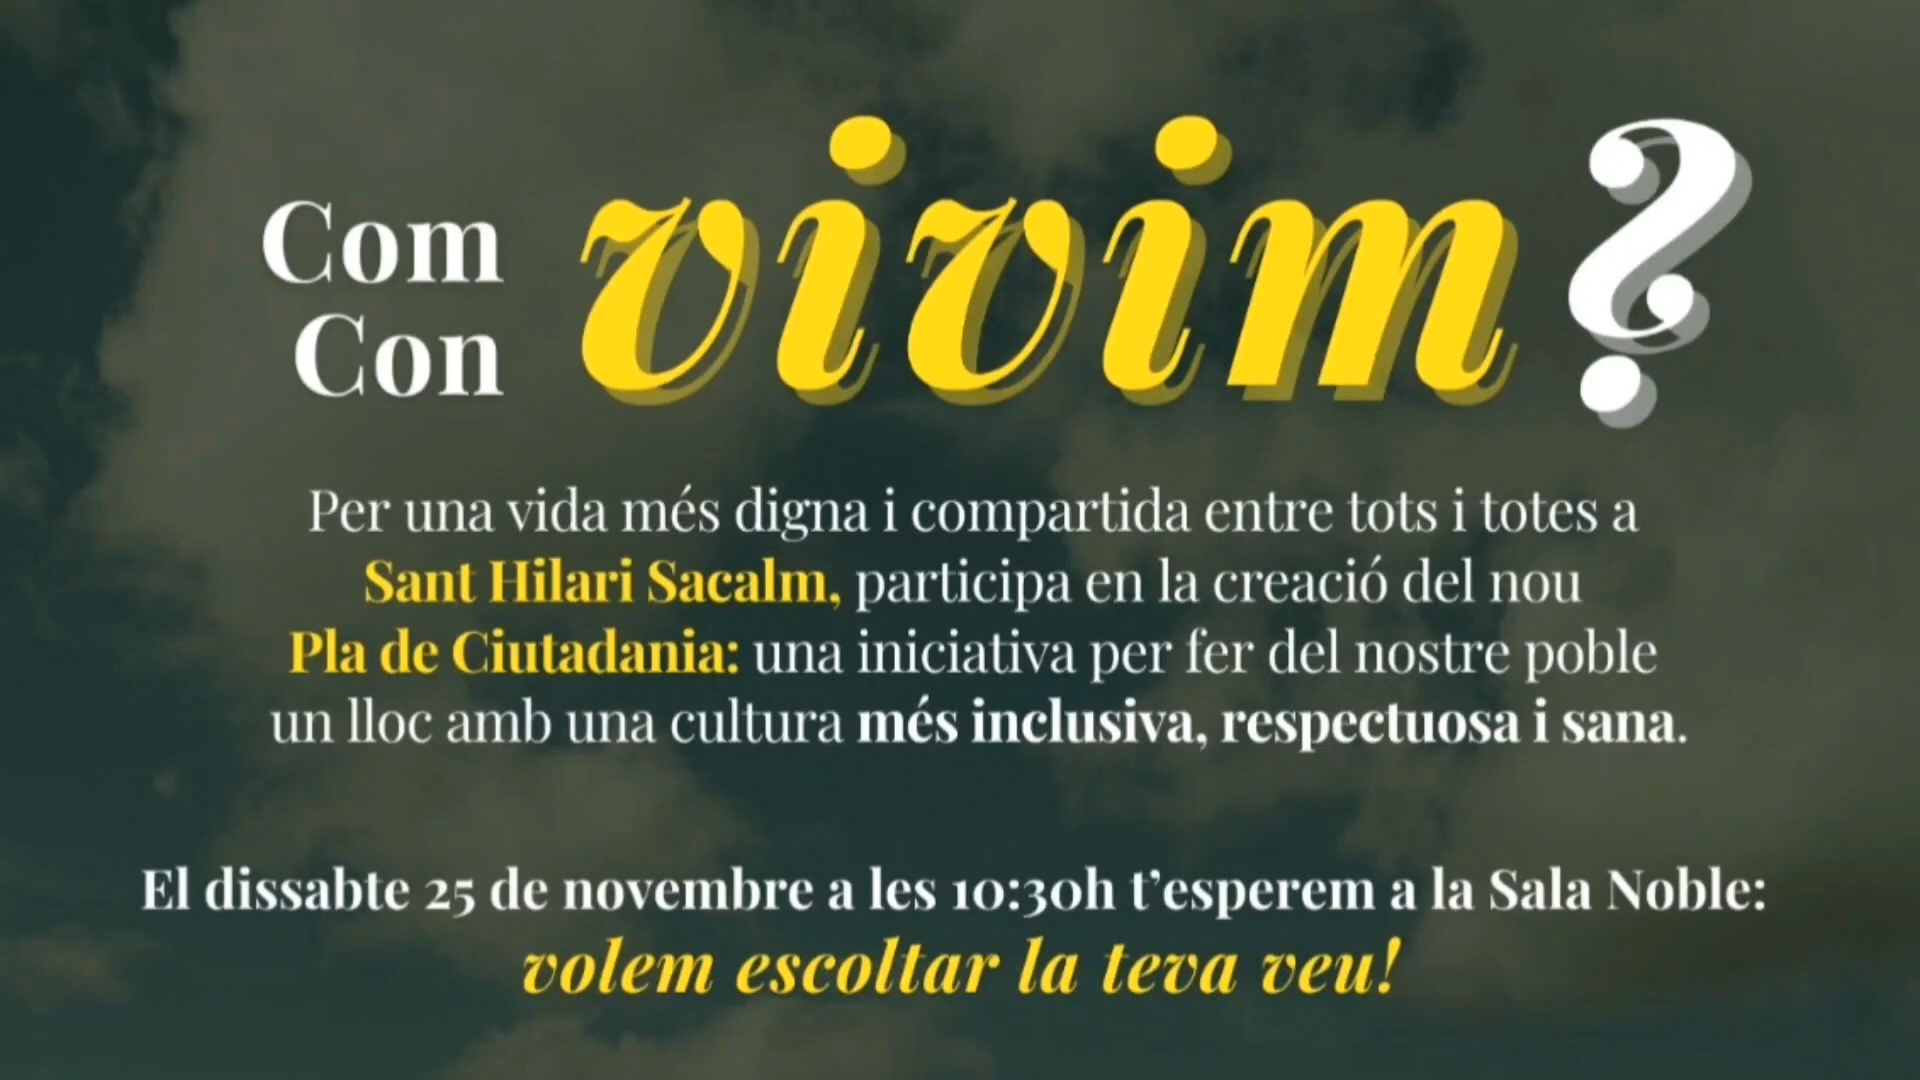 Com
Con vivim?
Per una vida més digna i compartida entre tots i totes a
Sant Hilari Sacalm, participa en la creació del nou
Pla de Ciutadania: una iniciativa per fer del nostre poble
un lloc amb una cultura més inclusiva, respectuosa i sana.
El dissabte 25 de novembre a les 10:30h t’esperem a la Sala Noble:
volem escoltar la teva veu!